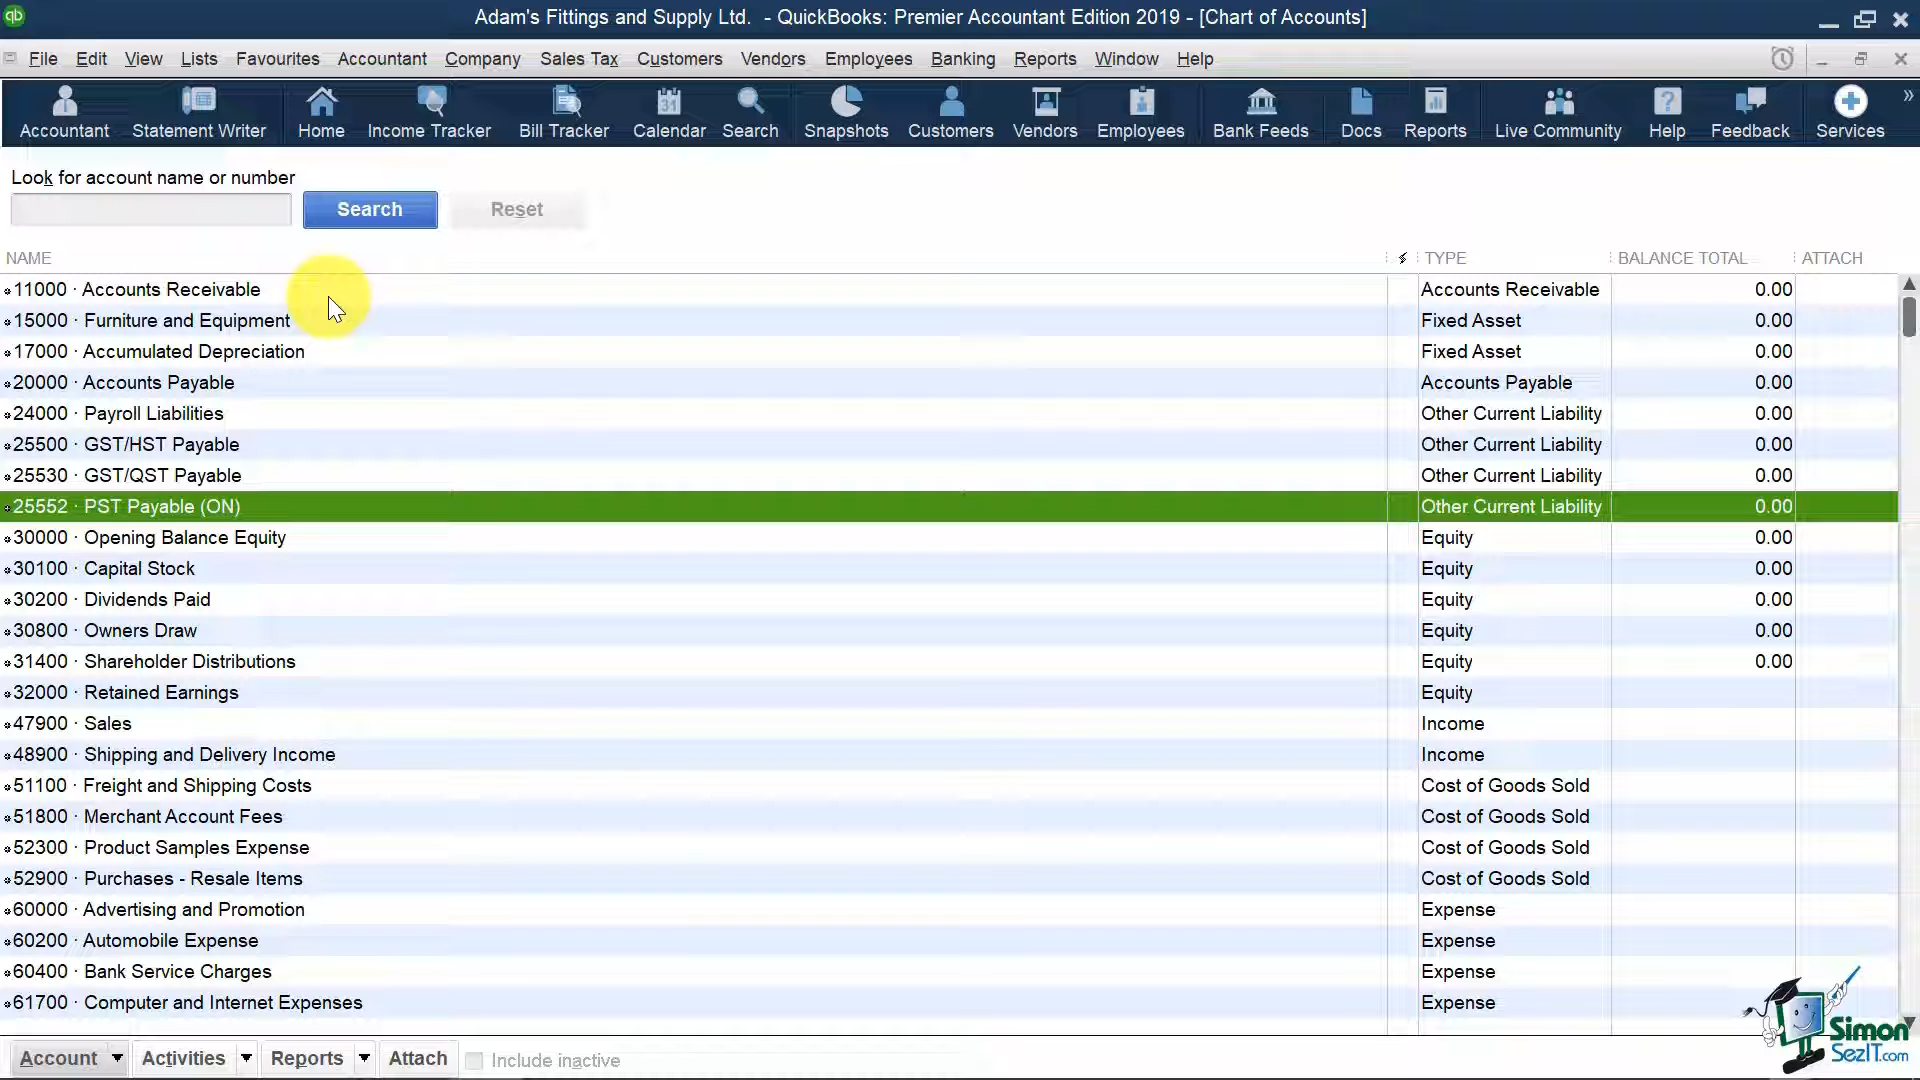 qb Adam's Fittings and Supply Ltd. - QuickBooks: Premier Accountant Edition 2019 - [Chart of Accounts]
File Edit View Lists Favourites Accountant Company Sales Tax Customers Vendors Employees Banking Reports Window Help
31
Accountant Statement Writer Home Income Tracker Bill Tracker Calendar Search Snapshots Customers Vendors Employees Bank Feeds Docs Reports Live Community Help Feedback Services
Look for account name or number
Search Reset
NAME TYPE BALANCE TOTAL ATTACH
11000 · Accounts Receivable Accounts Receivable 0.00
15000 · Furniture and Equipment Fixed Asset 0.00
17000 · Accumulated Depreciation Fixed Asset 0.00
20000 · Accounts Payable Accounts Payable 0.00
24000 · Payroll Liabilities Other Current Liability 0.00
25500 · GST/HST Payable Other Current Liability 0.00
25530 · GST/QST Payable Other Current Liability 0.00
25552 · PST Payable (ON) Other Current Liability 0.00
30000 · Opening Balance Equity Equity 0.00
30100 · Capital Stock Equity 0.00
30200 · Dividends Paid Equity 0.00
30800 · Owners Draw Equity 0.00
31400 · Shareholder Distributions Equity 0.00
32000 · Retained Earnings Equity
47900 · Sales Income
48900 · Shipping and Delivery Income Income
51100 · Freight and Shipping Costs Cost of Goods Sold
51800 · Merchant Account Fees Cost of Goods Sold
52300 · Product Samples Expense Cost of Goods Sold
52900 · Purchases - Resale Items Cost of Goods Sold
60000 · Advertising and Promotion Expense
60200 · Automobile Expense Expense
60400 · Bank Service Charges Expense
61700 · Computer and Internet Expenses Expense
Simon
SezIT.com
Account Activities Reports Attach Include inactive